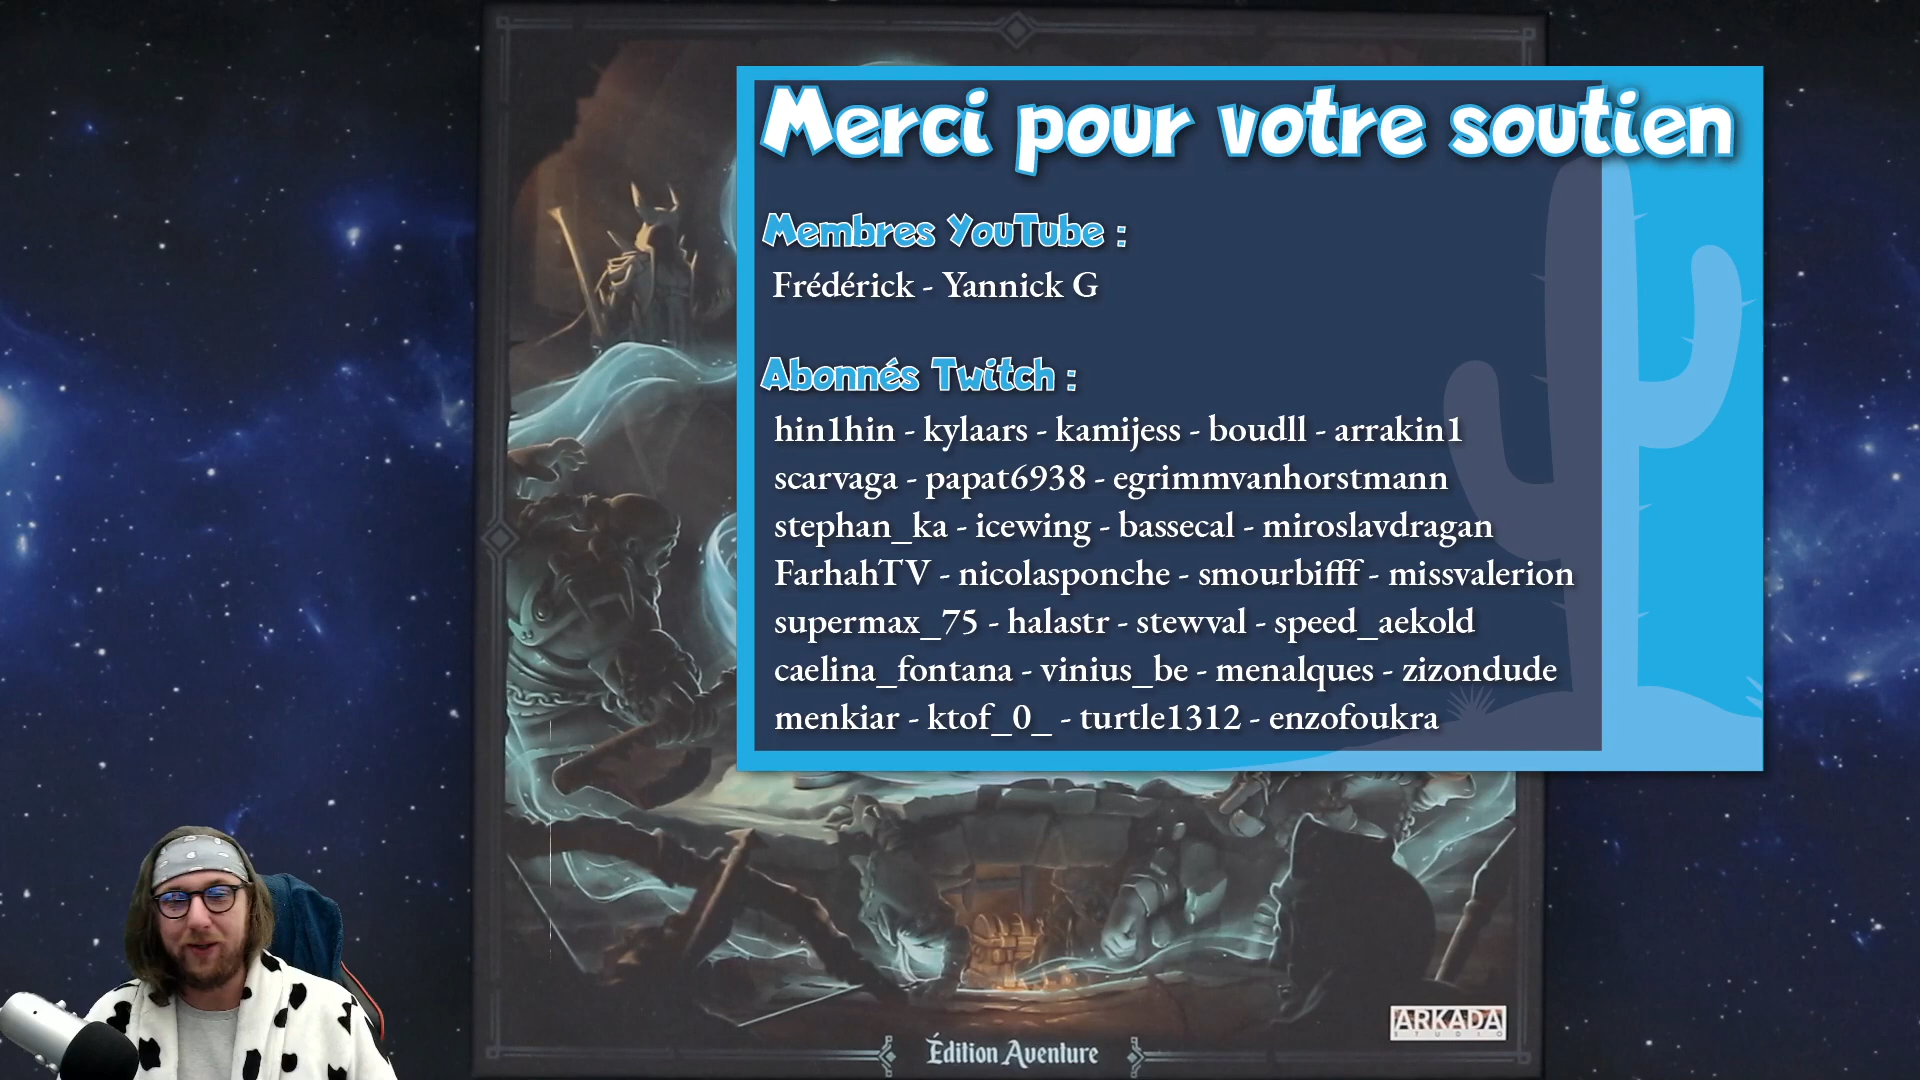 Merci pour votre soutien
Membres YouTube :
Frédérick - Yannick G
Abonnés Twitch :
hin1hin - kylaars - kamijess - boudll - arrakin1
scarvaga - papat6938 - egrimmvanhorstmann
stephan_ka - icewing - bassecal - miroslavdragan
FarhahTV - nicolasponche - smourbifff - missvalerion
supermax_75 - halastr - stewval - speed_aekold
caelina_fontana - vinius_be - menalques - zizondude
menkiar - ktof_0_ - turtle1312 - enzofoukra
ARKADA
STUDIO
Édition Aventure